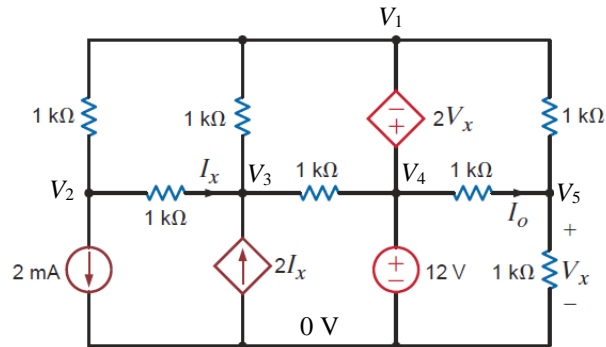 V₁
1 kΩ
1 kΩ
− + 2Vₓ
1 kΩ
V₂
Iₓ
V₃
1 kΩ
V₄
1 kΩ
V₅
1 kΩ
Iₒ
+
2 mA
2Iₓ
+ − 12 V
1 kΩ
Vₓ
−
0 V